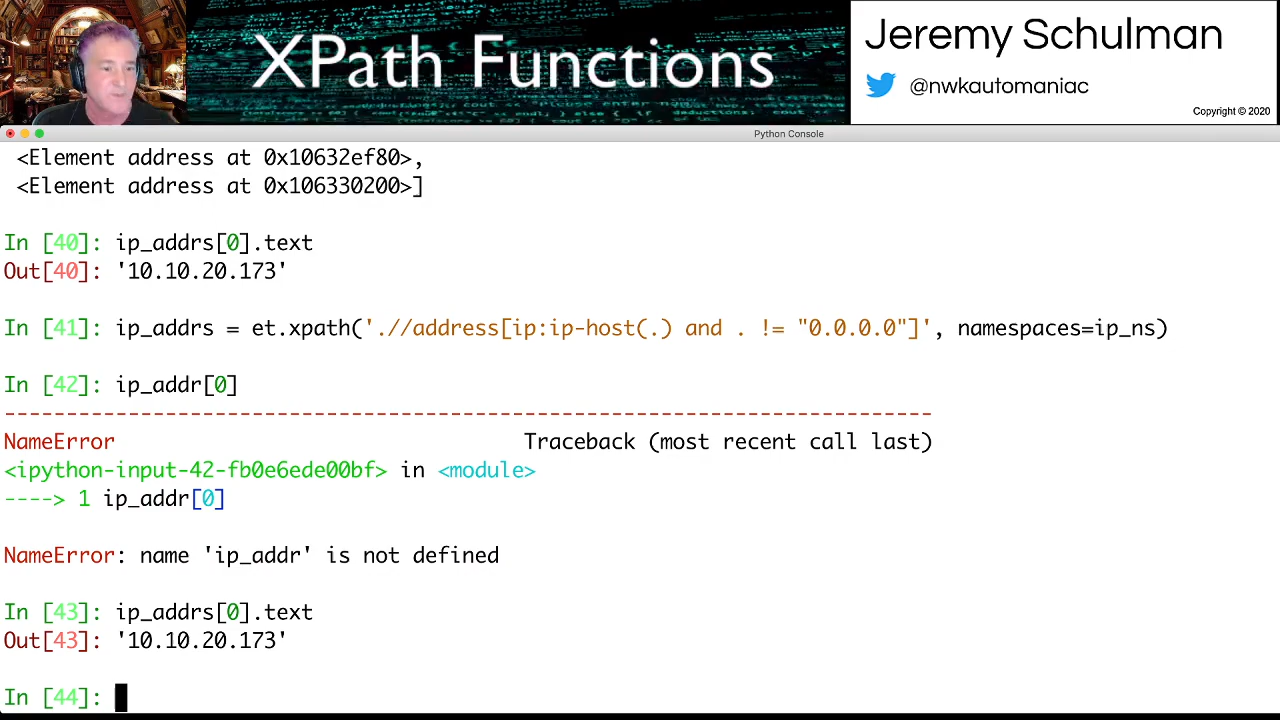 XPath Functions
Jeremy Schulman
@nwkautomaniac
Copyright © 2020
Python Console
<Element address at 0x10632ef80>,
<Element address at 0x106330200>]
In [40]: ip_addrs[0].text
Out[40]: '10.10.20.173'
In [41]: ip_addrs = et.xpath('.//address[ip:ip-host(.) and . != "0.0.0.0"]', namespaces=ip_ns)
In [42]: ip_addr[0]
---------------------------------------------------------------------------
NameError                                 Traceback (most recent call last)
<ipython-input-42-fb0e6ede00bf> in <module>
----> 1 ip_addr[0]
NameError: name 'ip_addr' is not defined
In [43]: ip_addrs[0].text
Out[43]: '10.10.20.173'
In [44]: